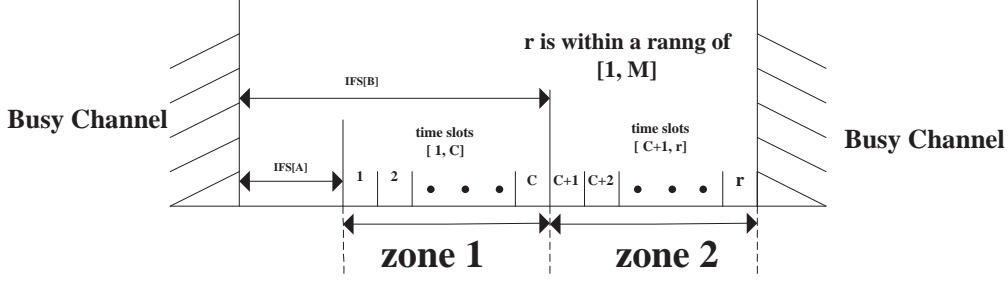 r is within a ranng of
[1, M]
IFS[B]
Busy Channel
Busy Channel
time slots
[ 1, C]
time slots
[ C+1, r]
IFS[A]
1 2 • • • C C+1 C+2 • • • r
zone 1
zone 2